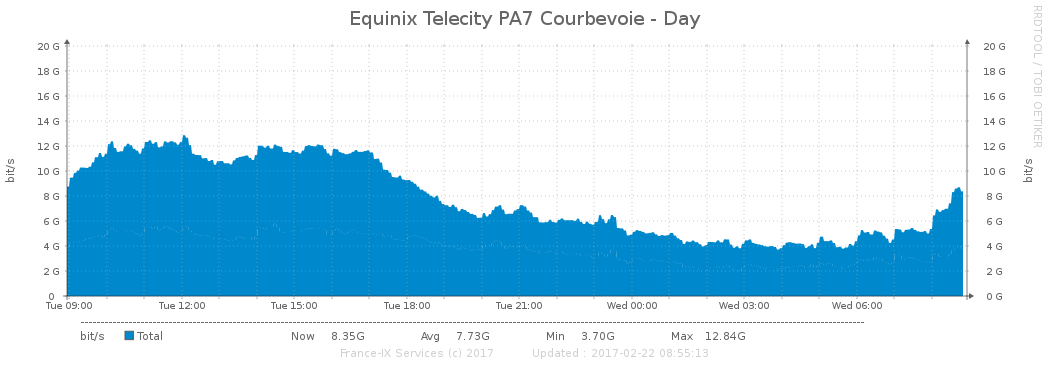 Equinix Telecity PA7 Courbevoie - Day
RRDTOOL / TOBI OETIKER
bit/s
bit/s
20 G 20 G
18 G 18 G
16 G 16 G
14 G 14 G
12 G 12 G
10 G 10 G
8 G 8 G
6 G 6 G
4 G 4 G
2 G 2 G
0 0 G
Tue 09:00 Tue 12:00 Tue 15:00 Tue 18:00 Tue 21:00 Wed 00:00 Wed 03:00 Wed 06:00
bit/s Total Now 8.35G Avg 7.73G Min 3.70G Max 12.84G
France-IX Services (c) 2017 Updated : 2017-02-22 08:55:13